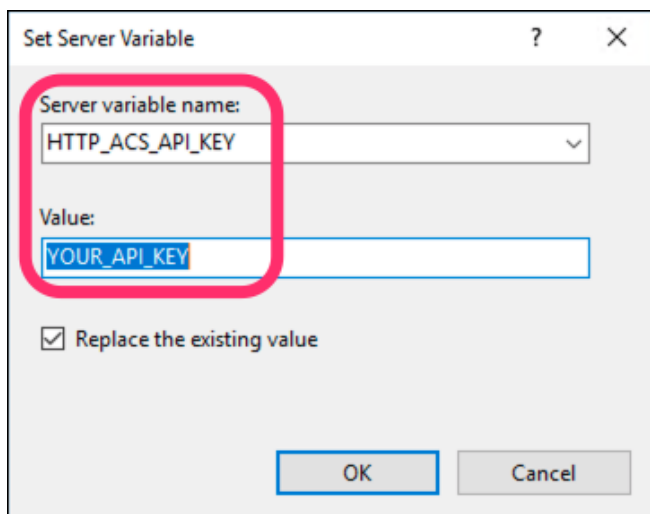 Set Server Variable
?
Server variable name:
HTTP_ACS_API_KEY
Value:
YOUR_API_KEY
Replace the existing value
OK
Cancel